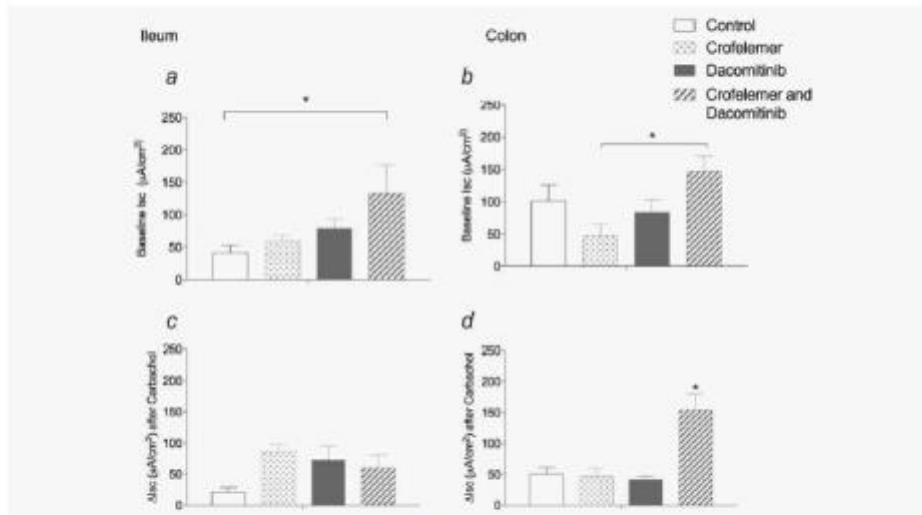 Ileum
Colon
Control
Crofelemer
Dacomitinib
Crofelemer and
Dacomitinib
a
*
Baseline Isc (μA/cm²)
250
200
150
100
50
0
b
*
Baseline Isc (μA/cm²)
250
200
150
100
50
0
c
ΔIsc (μA/cm²) after Carbachol
250
200
150
100
50
0
d
*
ΔIsc (μA/cm²) after Carbachol
250
200
150
100
50
0